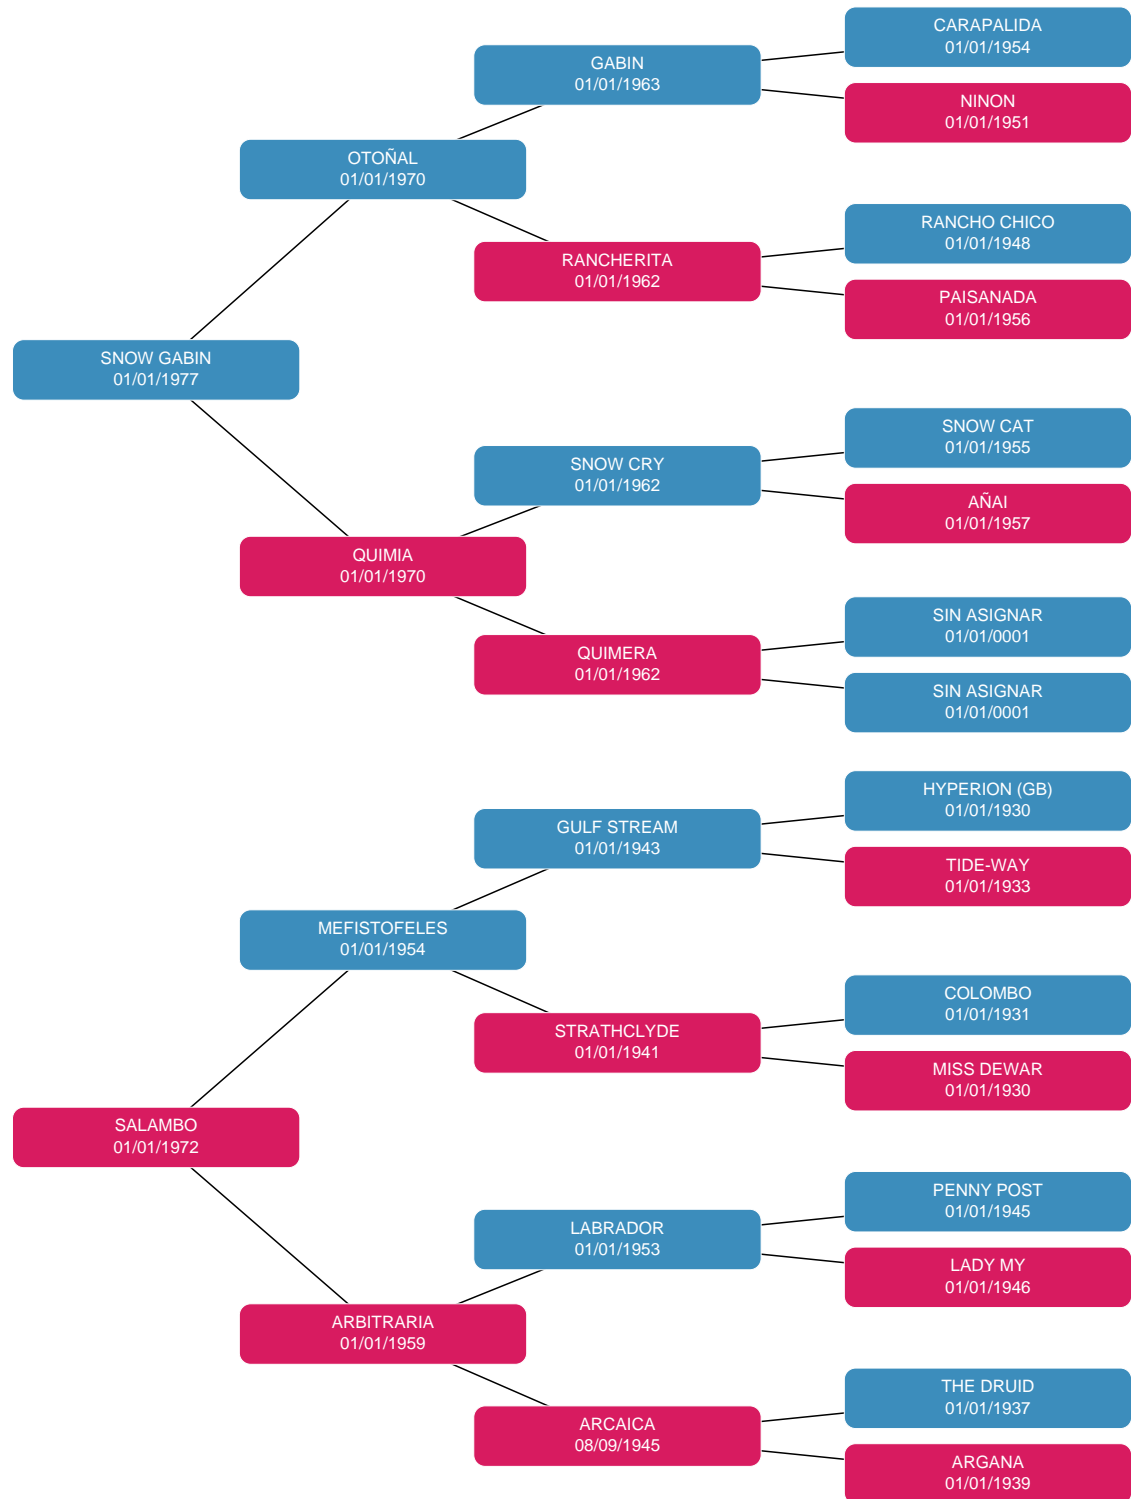 CARAPALIDA
01/01/1954
GABIN
01/01/1963
NINON
01/01/1951
OTOÑAL
01/01/1970
RANCHO CHICO
01/01/1948
RANCHERITA
01/01/1962
PAISANADA
01/01/1956
SNOW GABIN
01/01/1977
SNOW CAT
01/01/1955
SNOW CRY
01/01/1962
AÑAI
01/01/1957
QUIMIA
01/01/1970
SIN ASIGNAR
01/01/0001
QUIMERA
01/01/1962
SIN ASIGNAR
01/01/0001
HYPERION (GB)
01/01/1930
GULF STREAM
01/01/1943
TIDE-WAY
01/01/1933
MEFISTOFELES
01/01/1954
COLOMBO
01/01/1931
STRATHCLYDE
01/01/1941
MISS DEWAR
01/01/1930
SALAMBO
01/01/1972
PENNY POST
01/01/1945
LABRADOR
01/01/1953
LADY MY
01/01/1946
ARBITRARIA
01/01/1959
THE DRUID
01/01/1937
ARCAICA
08/09/1945
ARGANA
01/01/1939